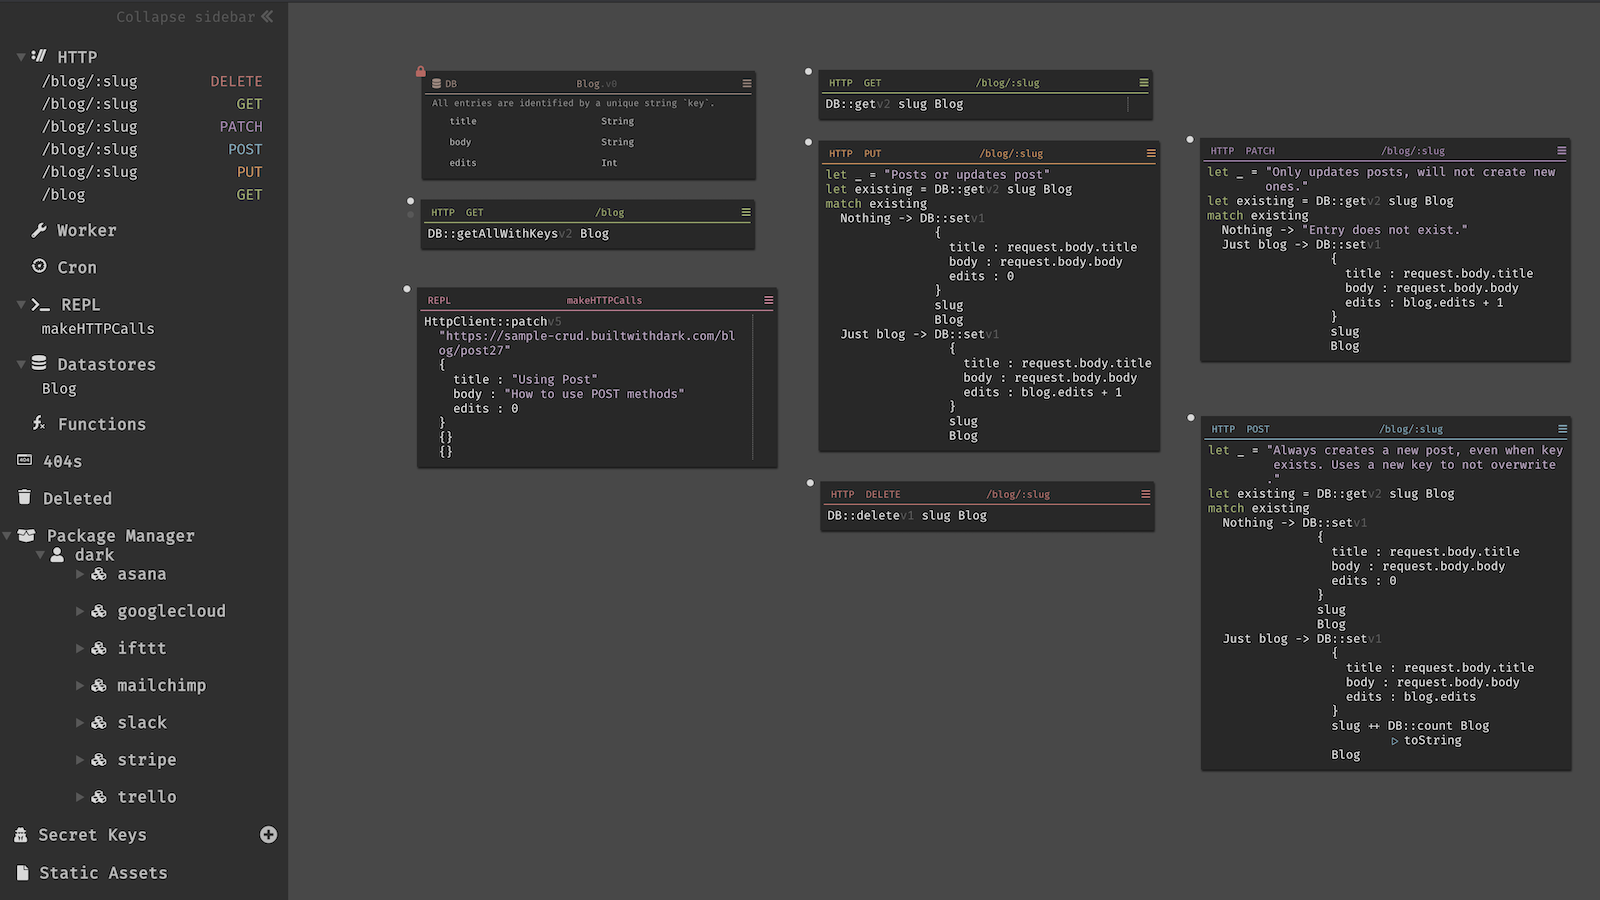 Collapse sidebar
HTTP
/blog/:slug DELETE
/blog/:slug GET
/blog/:slug PATCH
/blog/:slug POST
/blog/:slug PUT
/blog GET
Worker
Cron
REPL
makeHTTPCalls
Datastores
Blog
Functions
404s
Deleted
Package Manager
dark
asana
googlecloud
ifttt
mailchimp
slack
stripe
trello
Secret Keys
Static Assets
DB Blog.v0
All entries are identified by a unique string `key`.
title String
body String
edits Int
HTTP GET /blog
DB::getAllWithKeysv2 Blog
REPL makeHTTPCalls
HttpClient::patchv5
"https://sample-crud.builtwithdark.com/bl
og/post27"
{
title : "Using Post"
body : "How to use POST methods"
edits : 0
}
{}
{}
HTTP GET /blog/:slug
DB::getv2 slug Blog
HTTP PUT /blog/:slug
let _ = "Posts or updates post"
let existing = DB::getv2 slug Blog
match existing
Nothing -> DB::setv1
{
title : request.body.title
body : request.body.body
edits : 0
}
slug
Blog
Just blog -> DB::setv1
{
title : request.body.title
body : request.body.body
edits : blog.edits + 1
}
slug
Blog
HTTP DELETE /blog/:slug
DB::deletev1 slug Blog
HTTP PATCH /blog/:slug
let _ = "Only updates posts, will not create new
ones."
let existing = DB::getv2 slug Blog
match existing
Nothing -> "Entry does not exist."
Just blog -> DB::setv1
{
title : request.body.title
body : request.body.body
edits : blog.edits + 1
}
slug
Blog
HTTP POST /blog/:slug
let _ = "Always creates a new post, even when key
exists. Uses a new key to not overwrite
."
let existing = DB::getv2 slug Blog
match existing
Nothing -> DB::setv1
{
title : request.body.title
body : request.body.body
edits : 0
}
slug
Blog
Just blog -> DB::setv1
{
title : request.body.title
body : request.body.body
edits : blog.edits
}
slug ++ DB::count Blog
▷ toString
Blog